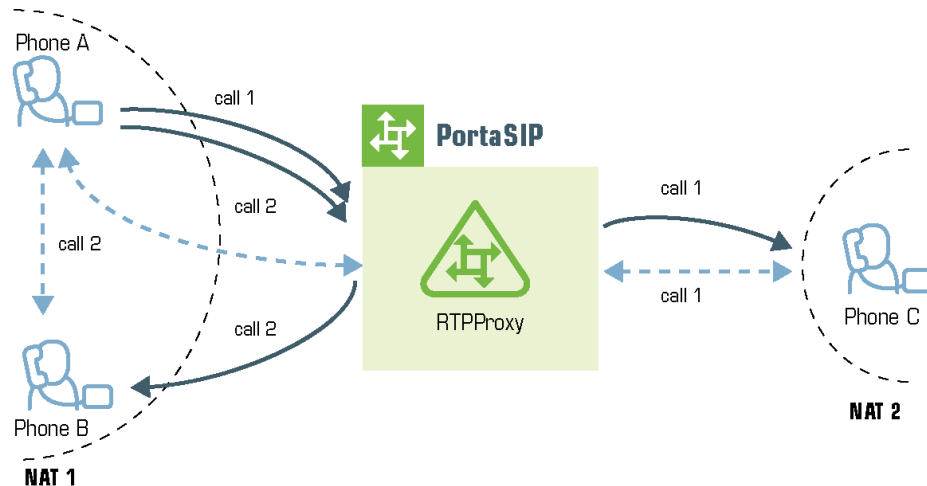 Phone A
call 1
PortaSIP
call 1
call 2
call 2
call 1
RTPProxy
Phone C
call 2
NAT 2
Phone B
NAT 1